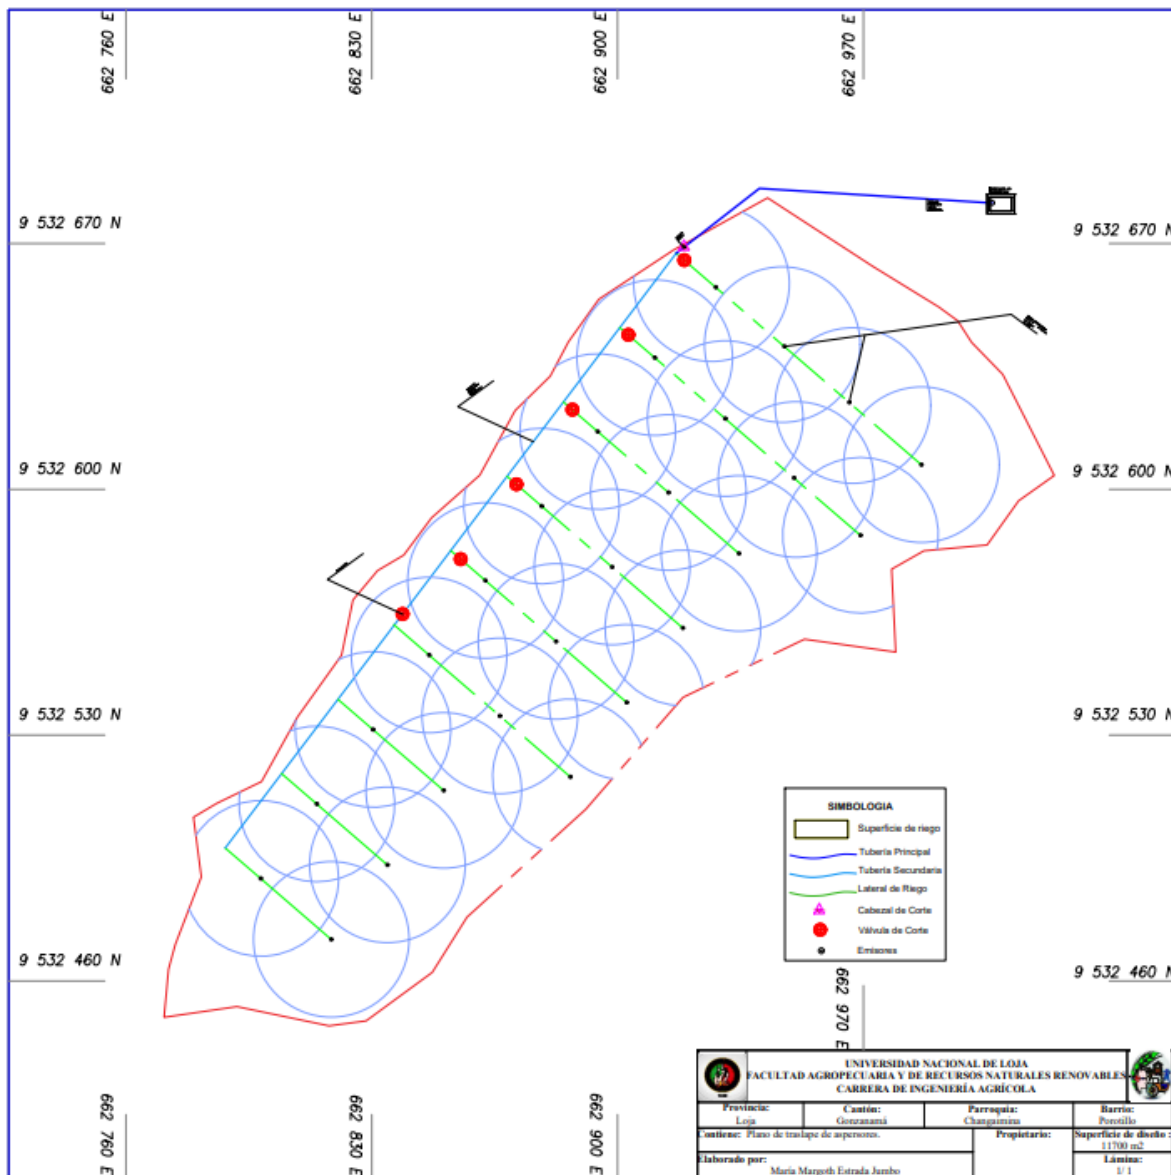 662 760 E
662 830 E
662 900 E
662 970 E
9 532 670 N
9 532 670 N
9 532 600 N
9 532 600 N
9 532 530 N
9 532 530 N
SIMBOLOGIA
Superficie de riego
Tubería Principal
Tubería Secundaria
Lateral de Riego
Cabezal de Corte
Válvula de Corte
Emisores
9 532 460 N
9 532 460 N
662 970 E
UNIVERSIDAD NACIONAL DE LOJA
FACULTAD AGROPECUARIA Y DE RECURSOS NATURALES RENOVABLES
CARRERA DE INGENIERÍA AGRÍCOLA
Provincia: Cantón: Parroquia: Barrio:
Loja Gonzanamá Changaimina Porotillo
Contiene: Plano de traslape de aspersores. Propietario: Superficie de diseño :
11700 m2
Elaborado por: Lámina:
María Margoth Estrada Jumbo 1/ 1
662 760 E
662 830 E
662 900 E